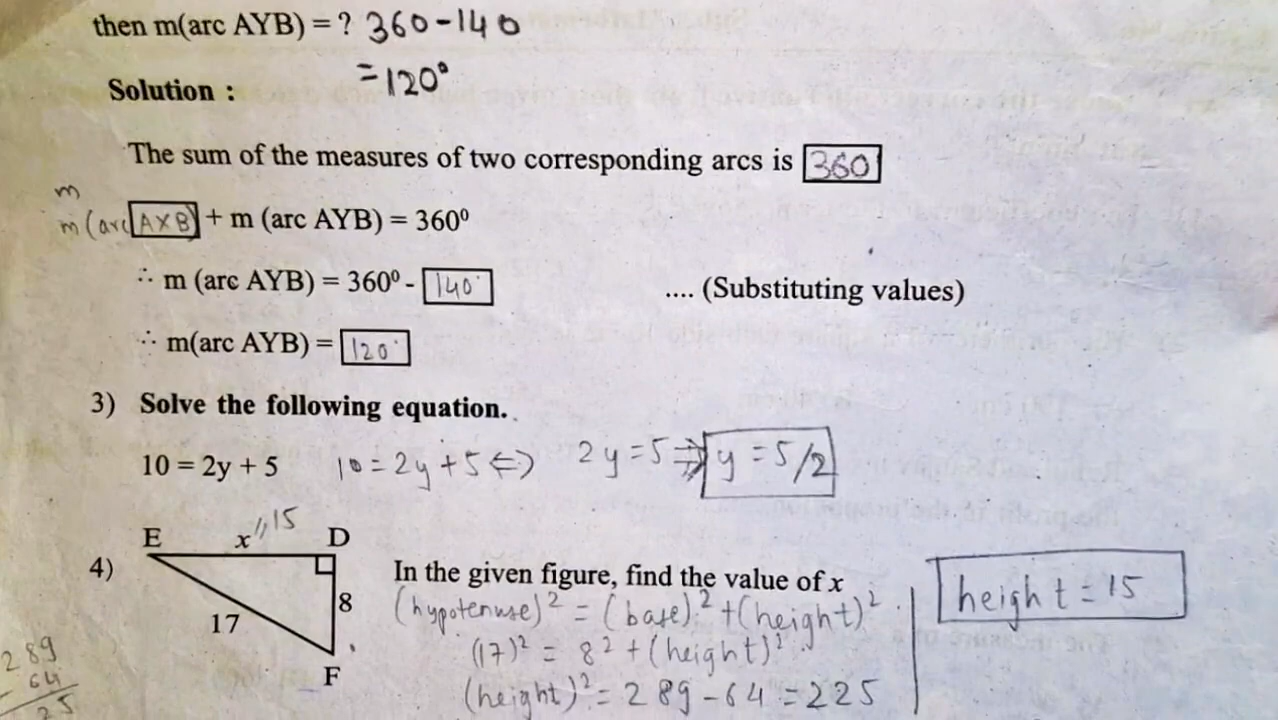 then m(arc AYB) = ? 360-140
=120°
Solution :
The sum of the measures of two corresponding arcs is 360
m
m (arc AXB) + m (arc AYB) = 360⁰
∴ m (arc AYB) = 360⁰ - 140° .... (Substituting values)
∴ m(arc AYB) = 120°
3) Solve the following equation.
10 = 2y + 5 10 = 2y + 5 ⇔ 2y = 5 ⇒ y = 5/2
E x 15 D
4) In the given figure, find the value of x height = 15
17 8 (hypotenuse)² = (base)² + (height)²
(17)² = 8² + (height)²
F (height)² = 289 - 64 = 225
289
- 64
25